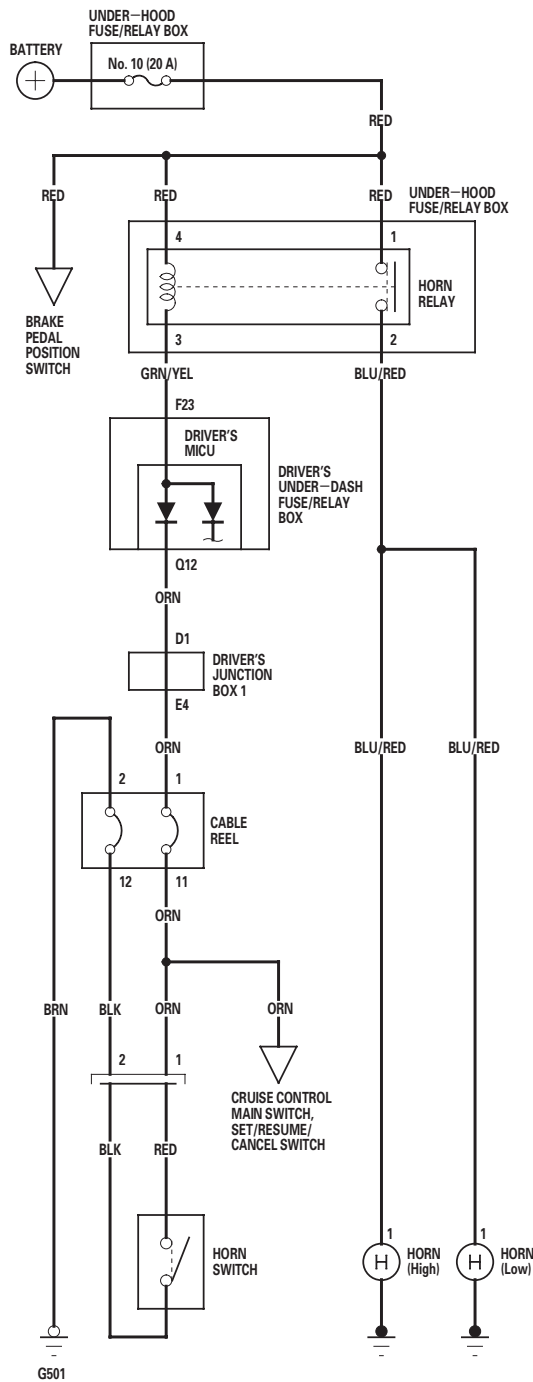 UNDER−HOOD
FUSE/RELAY BOX
BATTERY
No. 10 (20 A)
RED
RED
RED
RED
UNDER−HOOD
FUSE/RELAY BOX
4
1
HORN
RELAY
BRAKE
PEDAL
POSITION
SWITCH
3
2
GRN/YEL
BLU/RED
F23
DRIVER'S
MICU
DRIVER'S
UNDER−DASH
FUSE/RELAY
BOX
Q12
ORN
D1
DRIVER'S
JUNCTION
BOX 1
E4
ORN
BLU/RED
BLU/RED
2
1
CABLE
REEL
12
11
ORN
BRN
BLK
ORN
ORN
2
1
CRUISE CONTROL
MAIN SWITCH,
SET/RESUME/
CANCEL SWITCH
BLK
RED
HORN
SWITCH
1
H
HORN
(High)
1
H
HORN
(Low)
G501